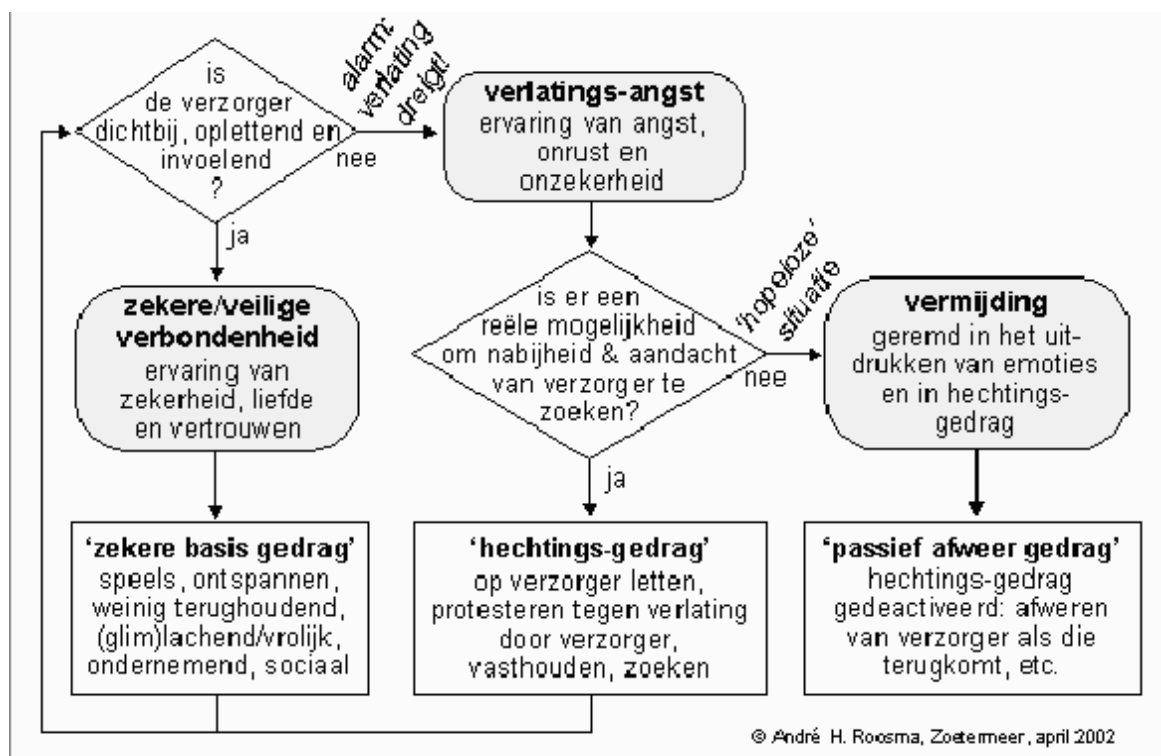 is
de verzorger
dichtbij, oplettend en
invoelend
?
alarm:
verlating
dreigt!
nee
ja
verlatings-angst
ervaring van angst,
onrust en
onzekerheid
zekere/veilige
verbondenheid
ervaring van
zekerheid, liefde
en vertrouwen
is er een
reële mogelijkheid
om nabijheid & aandacht
van verzorger te
zoeken?
‘hopeloze’
situatie
nee
ja
vermijding
geremd in het uit-
drukken van emoties
en in hechtings-
gedrag
‘zekere basis gedrag’
speels, ontspannen,
weinig terughoudend,
(glim)lachend/vrolijk,
ondernemend, sociaal
‘hechtings-gedrag’
op verzorger letten,
protesteren tegen verlating
door verzorger,
vasthouden, zoeken
‘passief afweer gedrag’
hechtings-gedrag
gedeactiveerd: afweren
van verzorger als die
terugkomt, etc.
© André H. Roosma, Zoetermeer, april 2002